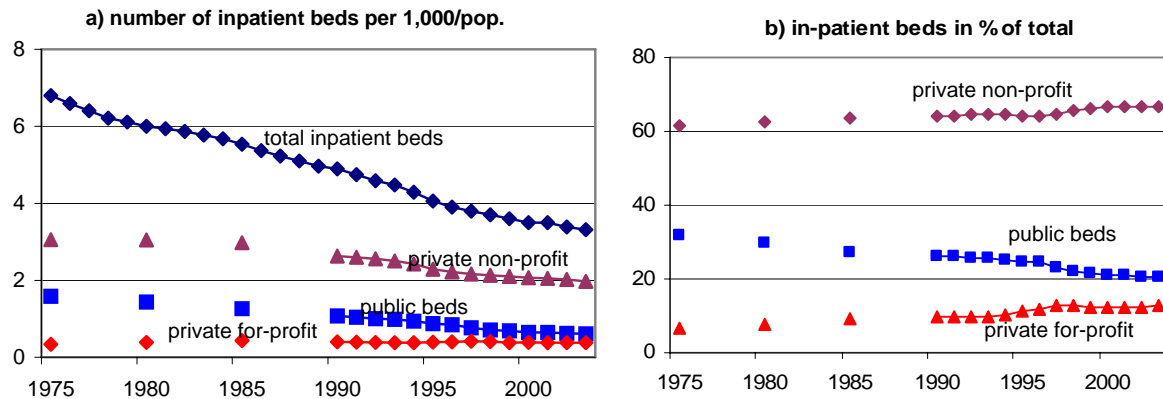 a) number of inpatient beds per 1,000/pop.
8
6
4
2
0
total inpatient beds
private non-profit
public beds
private for-profit
1975 1980 1985 1990 1995 2000
b) in-patient beds in % of total
80
60
40
20
0
private non-profit
public beds
private for-profit
1975 1980 1985 1990 1995 2000